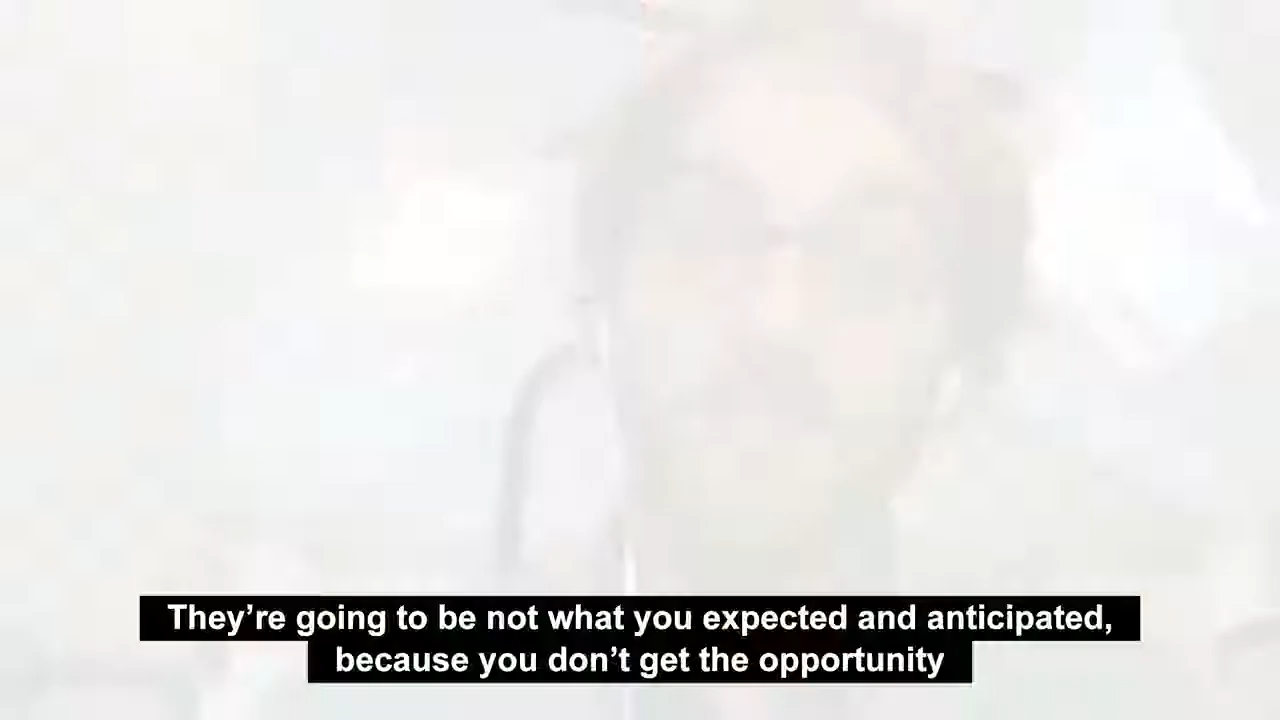 They’re going to be not what you expected and anticipated,
because you don’t get the opportunity